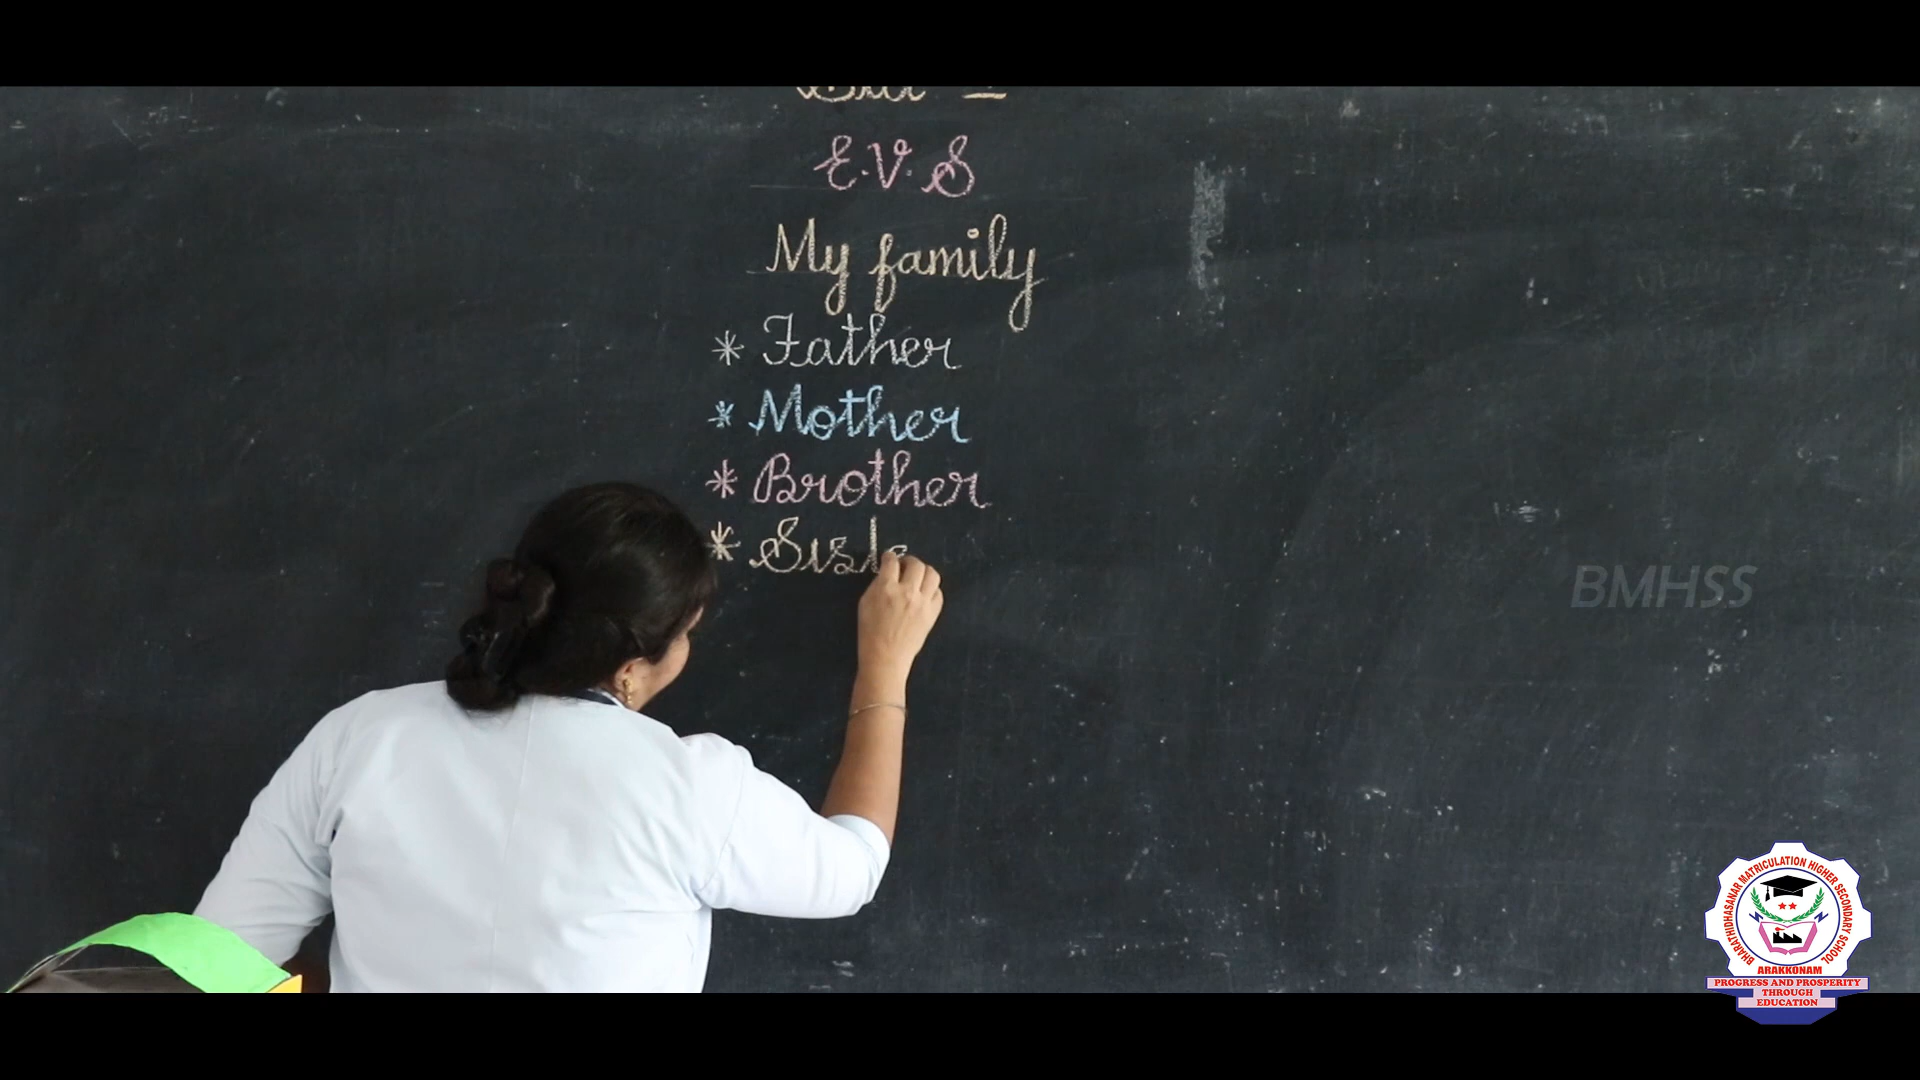 E.V.S
My family
* Father
* Mother
* Brother
* Siste
BMHSS
BHARATHIDHASANAR MATRICULATION HIGHER SECONDARY SCHOOL
ARAKKONAM
PROGRESS AND PROSPERITY
THROUGH
EDUCATION